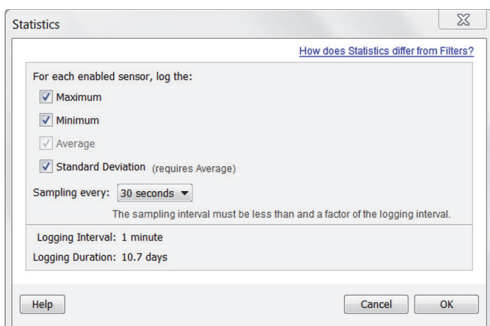 Statistics
How does Statistics differ from Filters?
For each enabled sensor, log the:
Maximum
Minimum
Average
Standard Deviation (requires Average)
Sampling every: 30 seconds
The sampling interval must be less than and a factor of the logging interval.
Logging Interval: 1 minute
Logging Duration: 10.7 days
Help Cancel OK